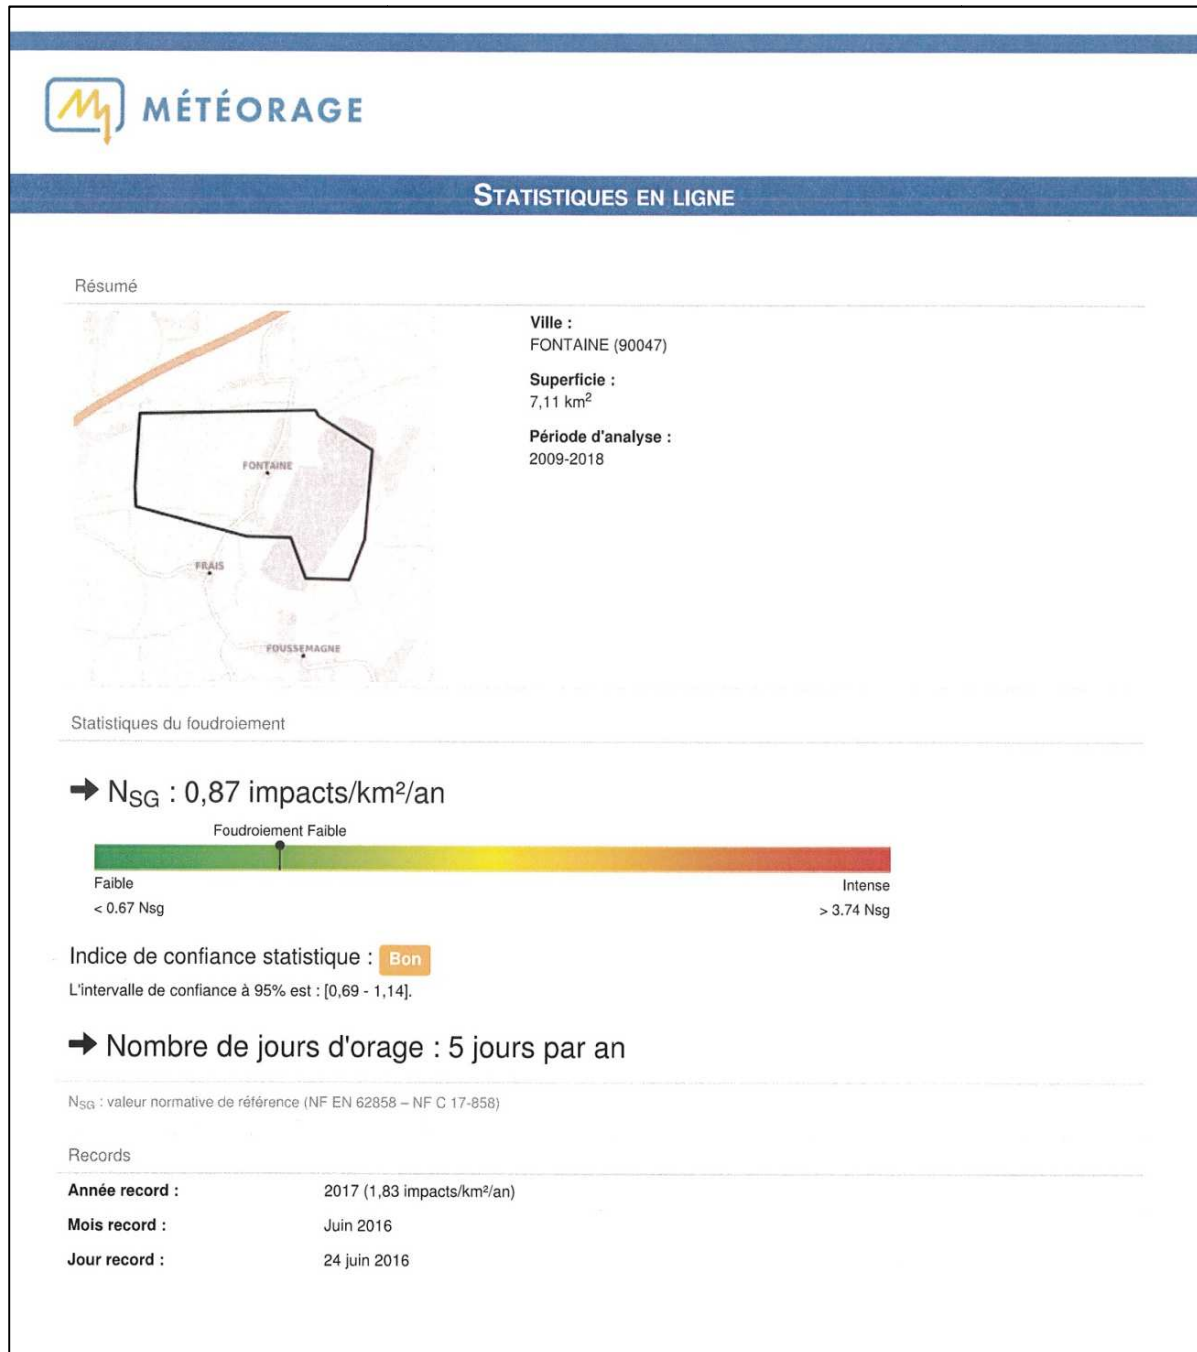 MÉTÉORAGE
STATISTIQUES EN LIGNE
Résumé
Ville :
FONTAINE (90047)
Superficie :
7,11 km²
Période d'analyse :
2009-2018
FONTAINE
FRAIS
FOUSSEMAGNE
Statistiques du foudroiement
➔ NSG : 0,87 impacts/km²/an
Foudroiement Faible
Faible
Intense
< 0.67 Nsg
> 3.74 Nsg
Indice de confiance statistique : Bon
L'intervalle de confiance à 95% est : [0,69 - 1,14].
➔ Nombre de jours d'orage : 5 jours par an
NSG : valeur normative de référence (NF EN 62858 – NF C 17-858)
Records
Année record : 2017 (1,83 impacts/km²/an)
Mois record : Juin 2016
Jour record : 24 juin 2016